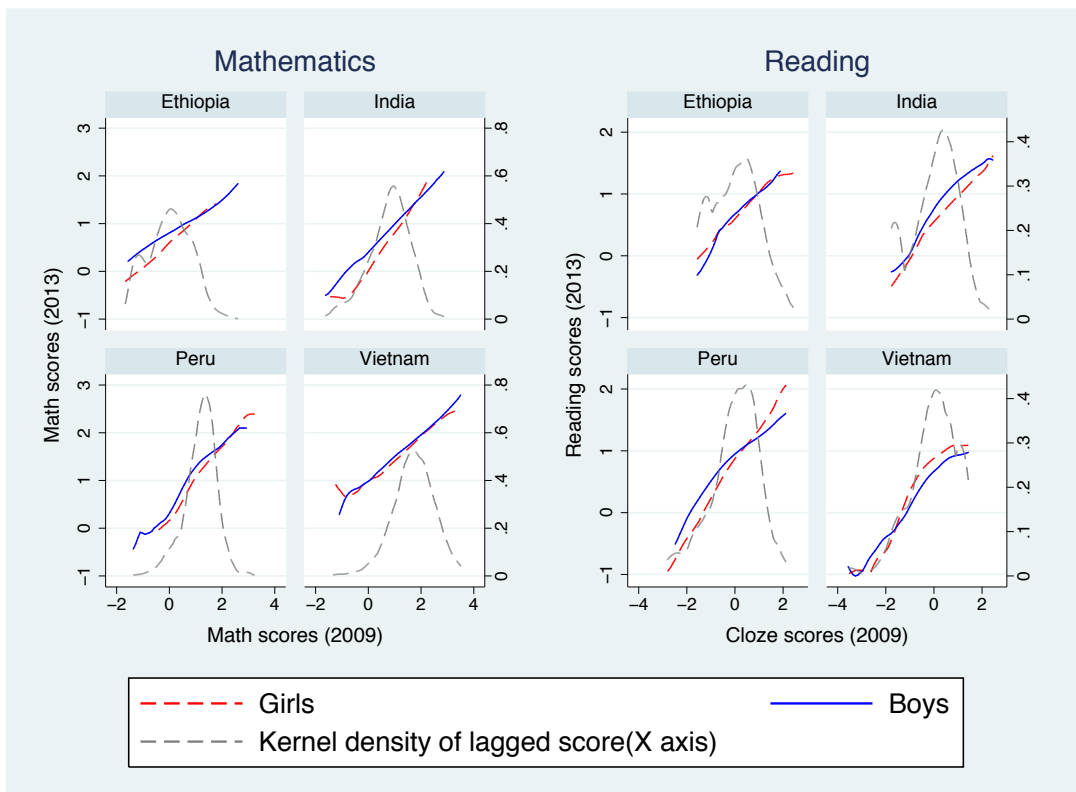 Mathematics
Ethiopia India
3
2
1
0
−1
.8
.6
.4
.2
0
Peru Vietnam
3
2
1
0
−1
.8
.6
.4
.2
0
−2 0 2 4 −2 0 2 4
Math scores (2013)
Math scores (2009)
Reading
Ethiopia India
2
1
0
−1
.4
.3
.2
.1
0
Peru Vietnam
2
1
0
−1
.4
.3
.2
.1
0
−4 −2 0 2 −4 −2 0 2
Reading scores (2013)
Cloze scores (2009)
Girls Boys
Kernel density of lagged score(X axis)